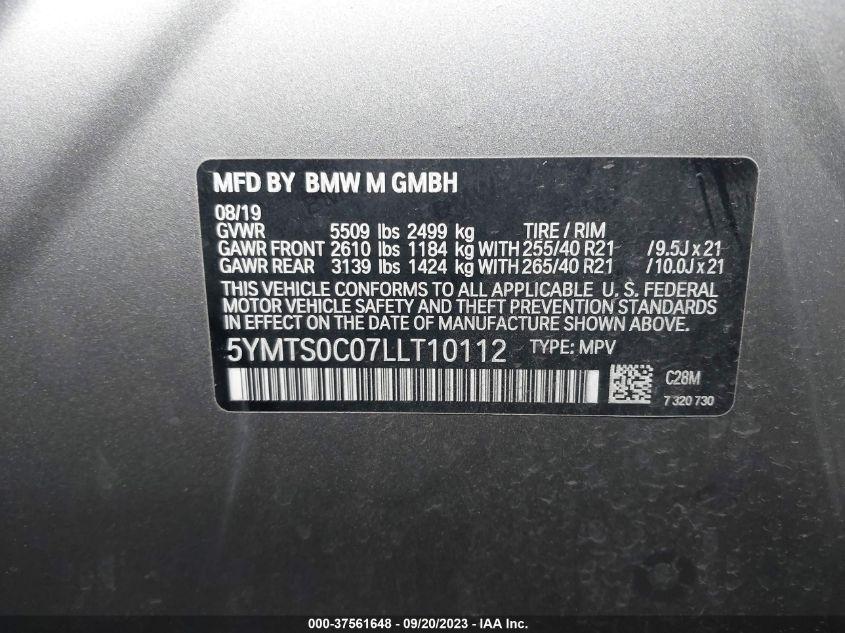 MFD BY BMW M GMBH
08/19
GVWR 5509 lbs 2499 kg TIRE / RIM
GAWR FRONT 2610 lbs 1184 kg WITH 255/40 R21 /9.5J x 21
GAWR REAR 3139 lbs 1424 kg WITH 265/40 R21 /10.0J x 21
THIS VEHICLE CONFORMS TO ALL APPLICABLE U. S. FEDERAL
MOTOR VEHICLE SAFETY AND THEFT PREVENTION STANDARDS
IN EFFECT ON THE DATE OF MANUFACTURE SHOWN ABOVE.
5YMTS0C07LLT10112 TYPE: MPV
C28M
7 320 730
000-37561648 - 09/20/2023 - IAA Inc.